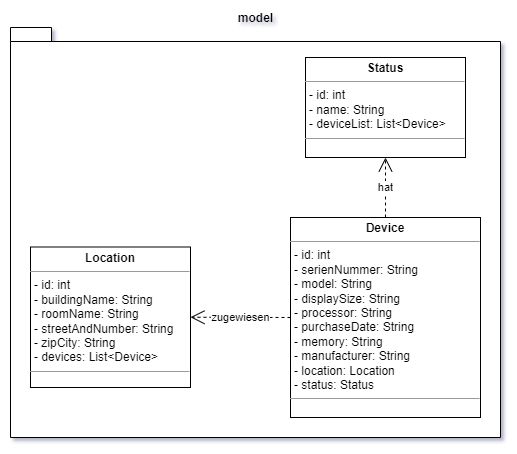 model
Status
- id: int
- name: String
- deviceList: List<Device>
hat
Device
- id: int
- serienNummer: String
- model: String
- displaySize: String
- processor: String
- purchaseDate: String
- memory: String
- manufacturer: String
- location: Location
- status: Status
zugewiesen
Location
- id: int
- buildingName: String
- roomName: String
- streetAndNumber: String
- zipCity: String
- devices: List<Device>